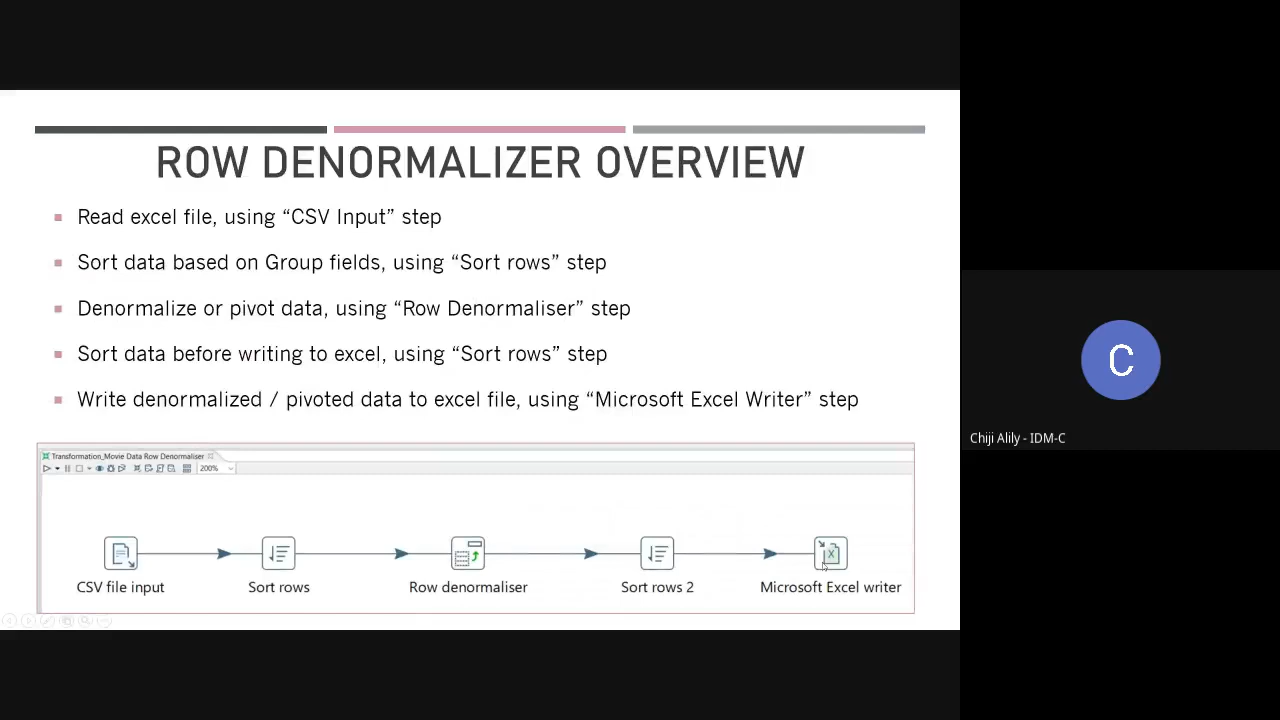 ROW DENORMALIZER OVERVIEW
Read excel file, using “CSV Input” step
Sort data based on Group fields, using “Sort rows” step
Denormalize or pivot data, using “Row Denormaliser” step
Sort data before writing to excel, using “Sort rows” step
Write denormalized / pivoted data to excel file, using “Microsoft Excel Writer” step
Transformation_Movie Data Row Denormaliser
200%
CSV file input
Sort rows
Row denormaliser
Sort rows 2
Microsoft Excel writer
C
Chiji Alily - IDM-C